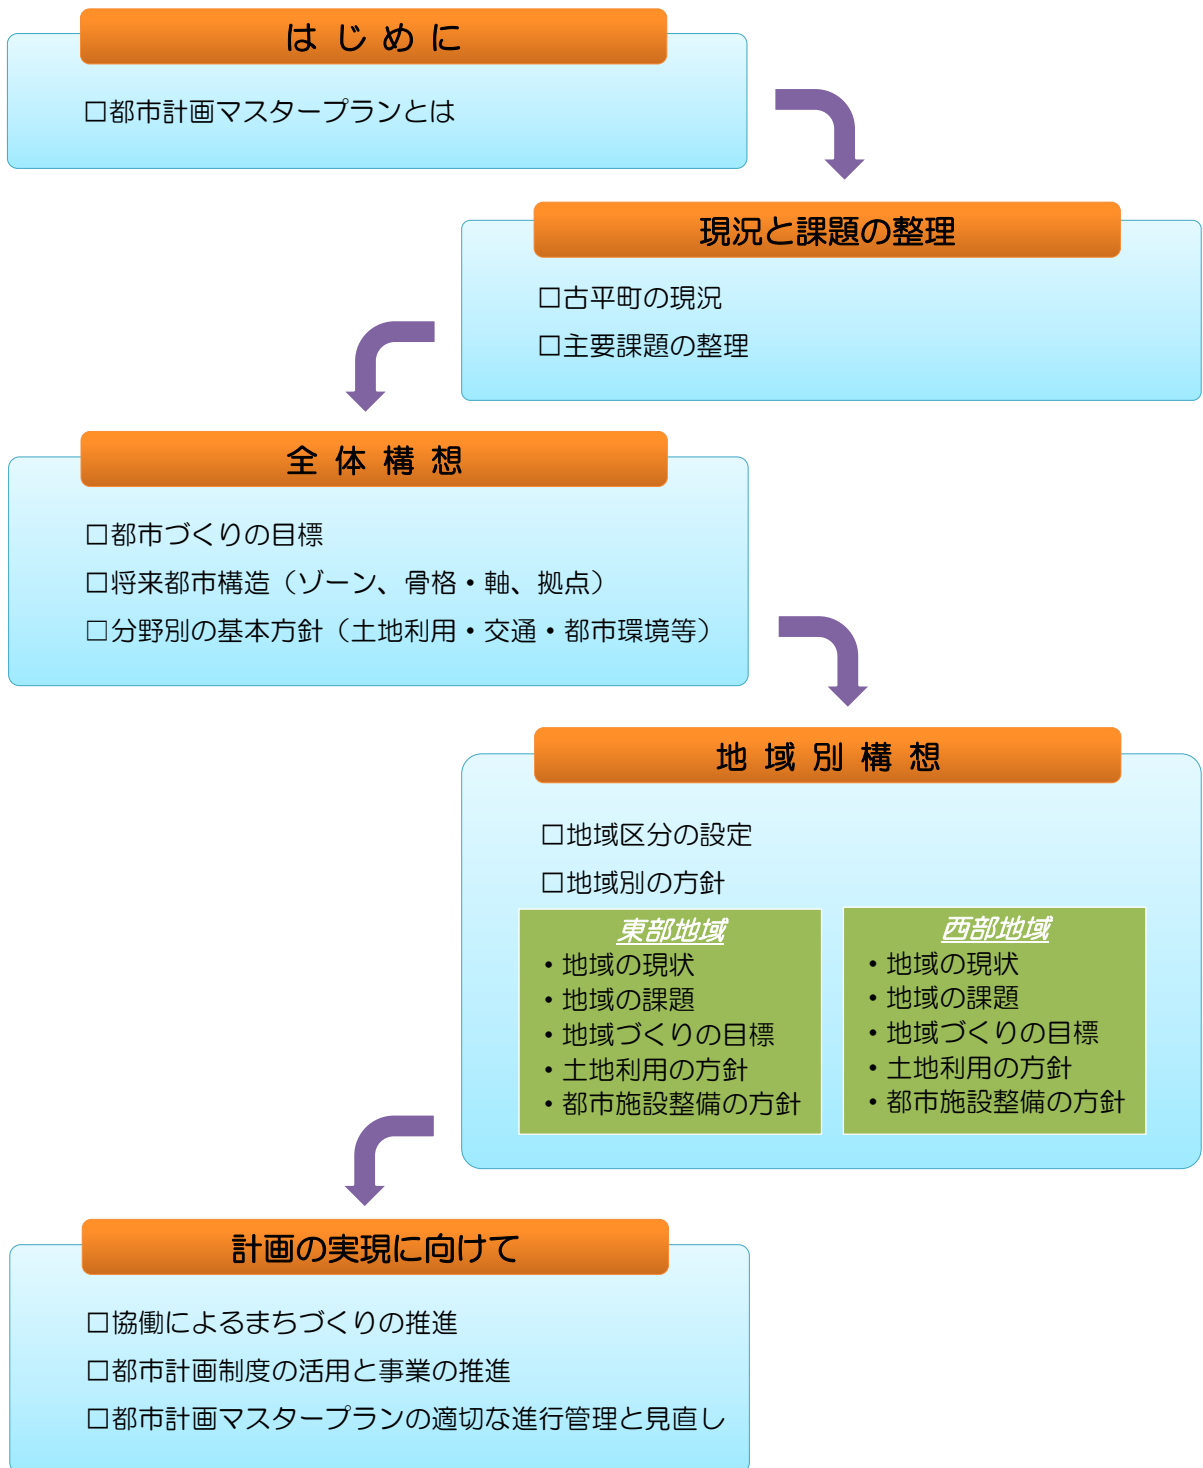 はじめに
□都市計画マスタープランとは
現況と課題の整理
□古平町の現況
□主要課題の整理
全体構想
□都市づくりの目標
□将来都市構造（ゾーン、骨格・軸、拠点）
□分野別の基本方針（土地利用・交通・都市環境等）
地域別構想
□地域区分の設定
□地域別の方針
東部地域
・地域の現状
・地域の課題
・地域づくりの目標
・土地利用の方針
・都市施設整備の方針
西部地域
・地域の現状
・地域の課題
・地域づくりの目標
・土地利用の方針
・都市施設整備の方針
計画の実現に向けて
□協働によるまちづくりの推進
□都市計画制度の活用と事業の推進
□都市計画マスタープランの適切な進行管理と見直し